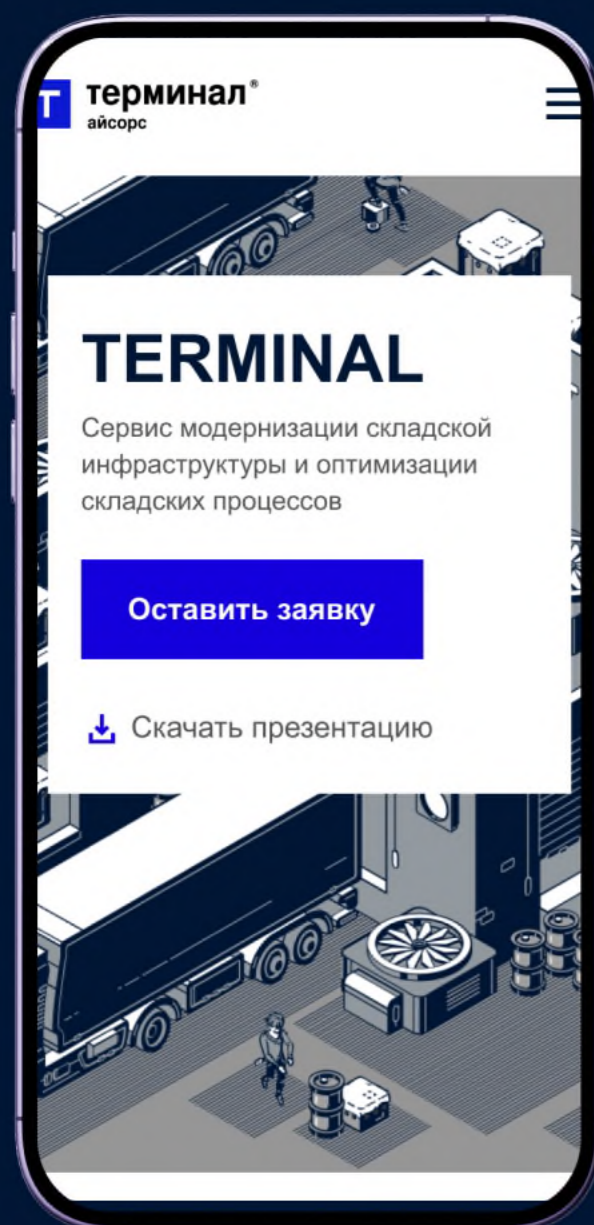 Т
терминал®
айсорс
TERMINAL
Сервис модернизации складской
инфраструктуры и оптимизации
складских процессов
Оставить заявку
Скачать презентацию